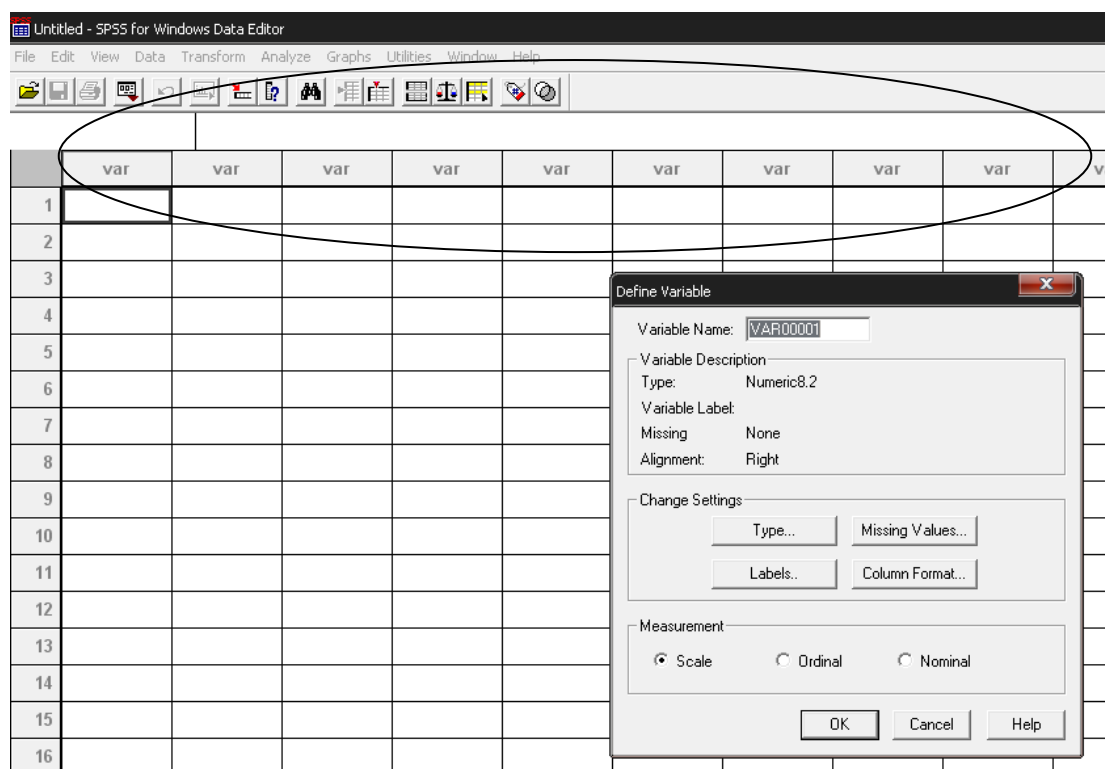 SPSS
Untitled - SPSS for Windows Data Editor
File Edit View Data Transform Analyze Graphs Utilities Window Help
var var var var var var var var var v
1
2
3
4
5
6
7
8
9
10
11
12
13
14
15
16
Define Variable
Variable Name: VAR00001
Variable Description
Type: Numeric8.2
Variable Label:
Missing None
Alignment: Right
Change Settings
Type... Missing Values...
Labels.. Column Format...
Measurement
Scale Ordinal Nominal
OK Cancel Help